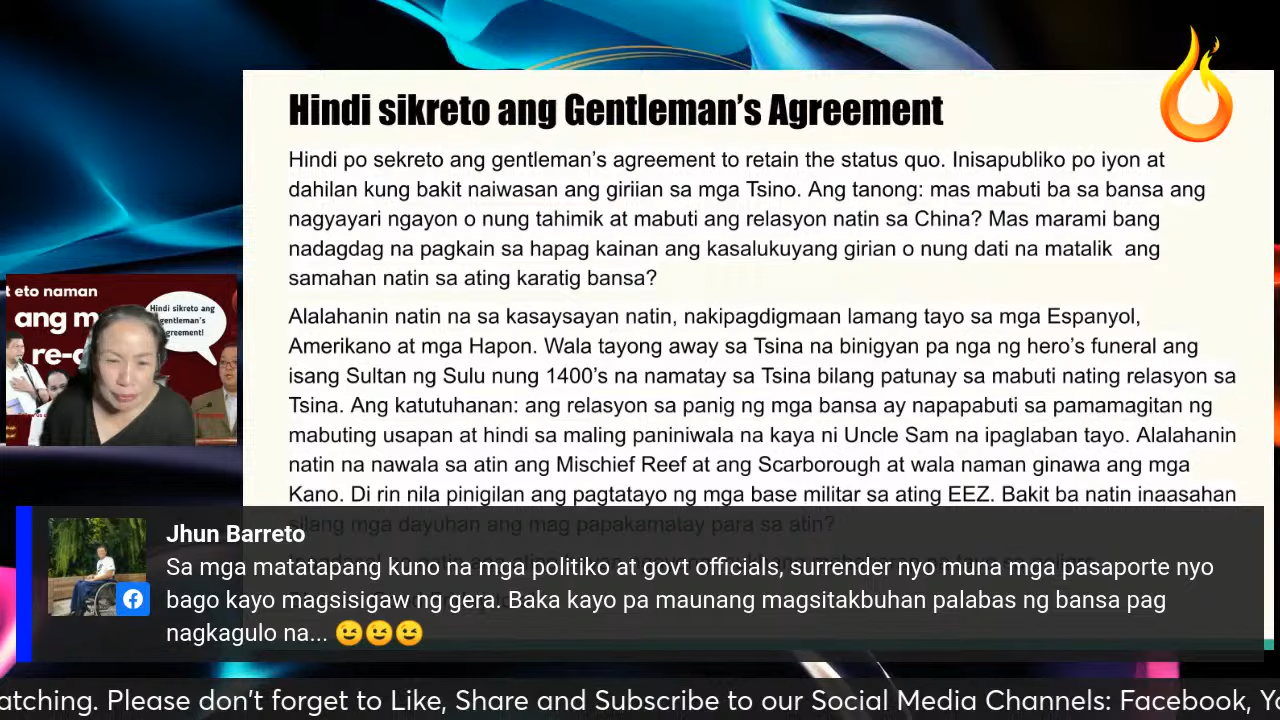 Hindi sikreto ang Gentleman's Agreement
Hindi po sekreto ang gentleman's agreement to retain the status quo. Inisapubliko po iyon at
dahilan kung bakit naiwasan ang giriian sa mga Tsino. Ang tanong: mas mabuti ba sa bansa ang
nagyayari ngayon o nung tahimik at mabuti ang relasyon natin sa China? Mas marami bang
nadagdag na pagkain sa hapag kainan ang kasalukuyang girian o nung dati na matalik ang
samahan natin sa ating karatig bansa?
Alalahanin natin na sa kasaysayan natin, nakipagdigmaan lamang tayo sa mga Espanyol,
Amerikano at mga Hapon. Wala tayong away sa Tsina na binigyan pa nga ng hero's funeral ang
isang Sultan ng Sulu nung 1400's na namatay sa Tsina bilang patunay sa mabuti nating relasyon sa
Tsina. Ang katutuhanan: ang relasyon sa panig ng mga bansa ay napapabuti sa pamamagitan ng
mabuting usapan at hindi sa maling paniniwala na kaya ni Uncle Sam na ipaglaban tayo. Alalahanin
natin na nawala sa atin ang Mischief Reef at ang Scarborough at wala naman ginawa ang mga
Kano. Di rin nila pinigilan ang pagtatayo ng mga base militar sa ating EEZ. Bakit ba natin inaasahan
silang mga dayuhan ang mag papakamatay para sa atin?
t eto naman
ang m
re-
Hindi sikreto ang
gentleman's
agreement!
Jhun Barreto
Sa mga matatapang kuno na mga politiko at govt officials, surrender nyo muna mga pasaporte nyo
bago kayo magsisigaw ng gera. Baka kayo pa maunang magsitakbuhan palabas ng bansa pag
nagkagulo na... 😉😉😉
atching. Please don't forget to Like, Share and Subscribe to our Social Media Channels: Facebook, Yo